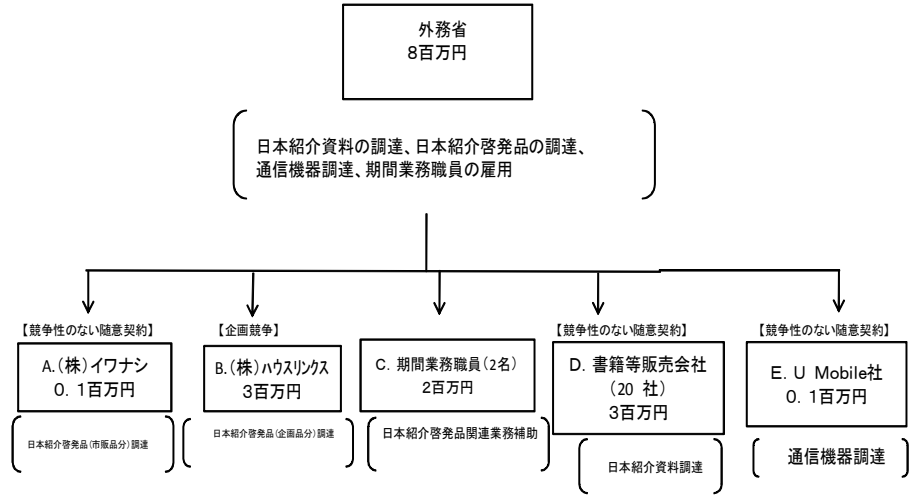 外務省
8百万円
日本紹介資料の調達、日本紹介啓発品の調達、
通信機器調達、期間業務職員の雇用
【競争性のない随意契約】
A.(株)イワナシ
0.1百万円
日本紹介啓発品(市販品分)調達
【企画競争】
B.(株)ハウスリンクス
3百万円
日本紹介啓発品(企画品分)調達
C. 期間業務職員(2名)
2百万円
日本紹介啓発品関連業務補助
【競争性のない随意契約】
D. 書籍等販売会社
(20 社)
3百万円
日本紹介資料調達
【競争性のない随意契約】
E. U Mobile社
0.1百万円
通信機器調達